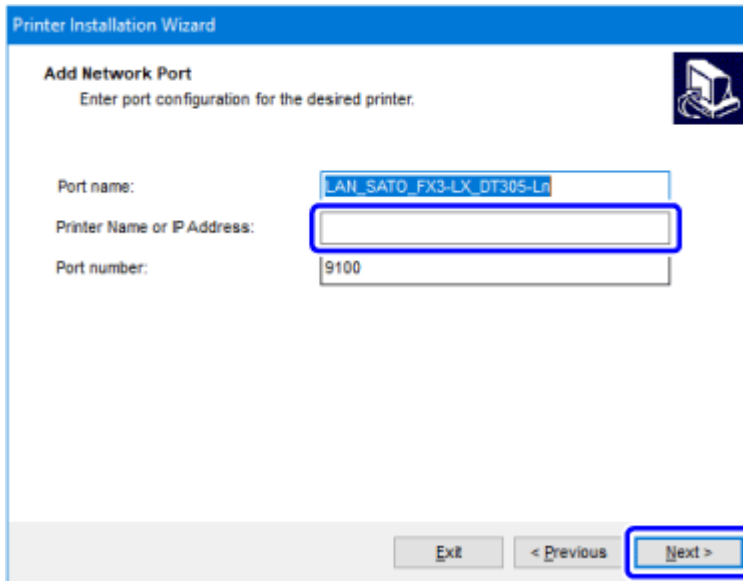 Printer Installation Wizard
Add Network Port
Enter port configuration for the desired printer.
Port name: LAN_SATO_FX3-LX_DT305-Ln
Printer Name or IP Address:
Port number: 9100
Exit < Previous Next >